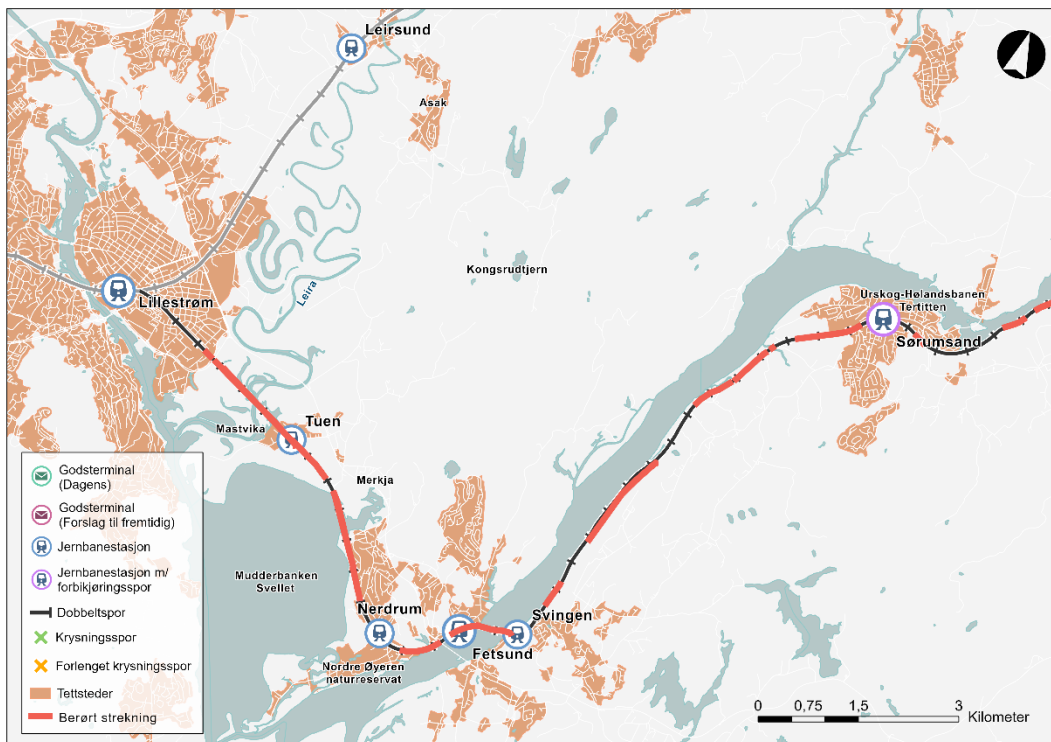 Leirsund
Asak
Kongsrudtjern
Leira
Lillestrøm
Urskog-Hølandsbanen
Tertitten
Sørumsand
Tuen
Mastvika
Merkja
Mudderbanken
Svellet
Nerdrum
Svingen
Fetsund
Nordre Øyeren
naturreservat
Godsterminal
(Dagens)
Godsterminal
(Forslag til fremtidig)
Jernbanestasjon
Jernbanestasjon m/
forbikjøringsspor
Dobbeltspor
Krysningsspor
Forlenget krysningsspor
Tettsteder
Berørt strekning
0 0,75 1,5 3
Kilometer